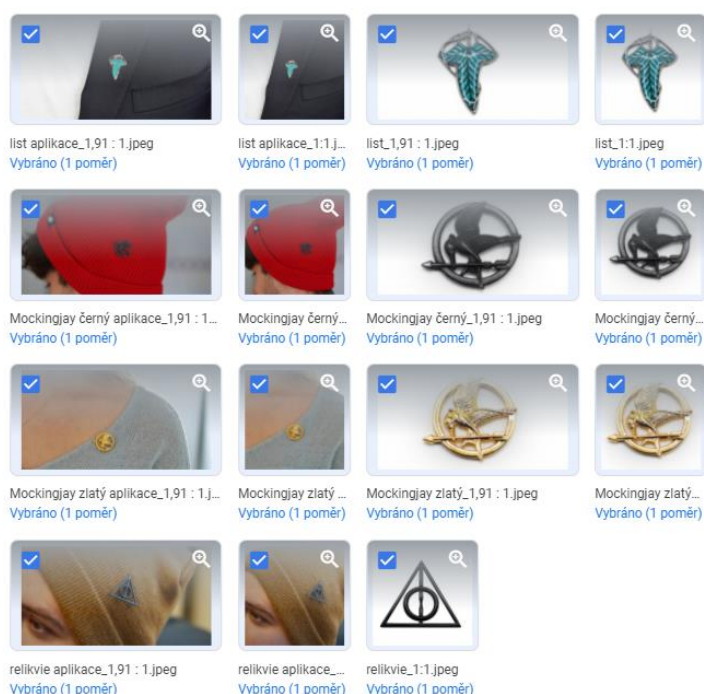 list aplikace_1,91 : 1.jpeg
Vybráno (1 poměr)
list aplikace_1:1.j...
Vybráno (1 poměr)
list_1,91 : 1.jpeg
Vybráno (1 poměr)
list_1:1.jpeg
Vybráno (1 poměr)
Mockingjay černý aplikace_1,91 : 1...
Vybráno (1 poměr)
Mockingjay černý...
Vybráno (1 poměr)
Mockingjay černý_1,91 : 1.jpeg
Vybráno (1 poměr)
Mockingjay černý...
Vybráno (1 poměr)
Mockingjay zlatý aplikace_1,91 : 1.j...
Vybráno (1 poměr)
Mockingjay zlatý ...
Vybráno (1 poměr)
Mockingjay zlatý_1,91 : 1.jpeg
Vybráno (1 poměr)
Mockingjay zlatý...
Vybráno (1 poměr)
relikvie aplikace_1,91 : 1.jpeg
Vybráno (1 poměr)
relikvie aplikace_...
Vybráno (1 poměr)
relikvie_1:1.jpeg
Vybráno (1 poměr)